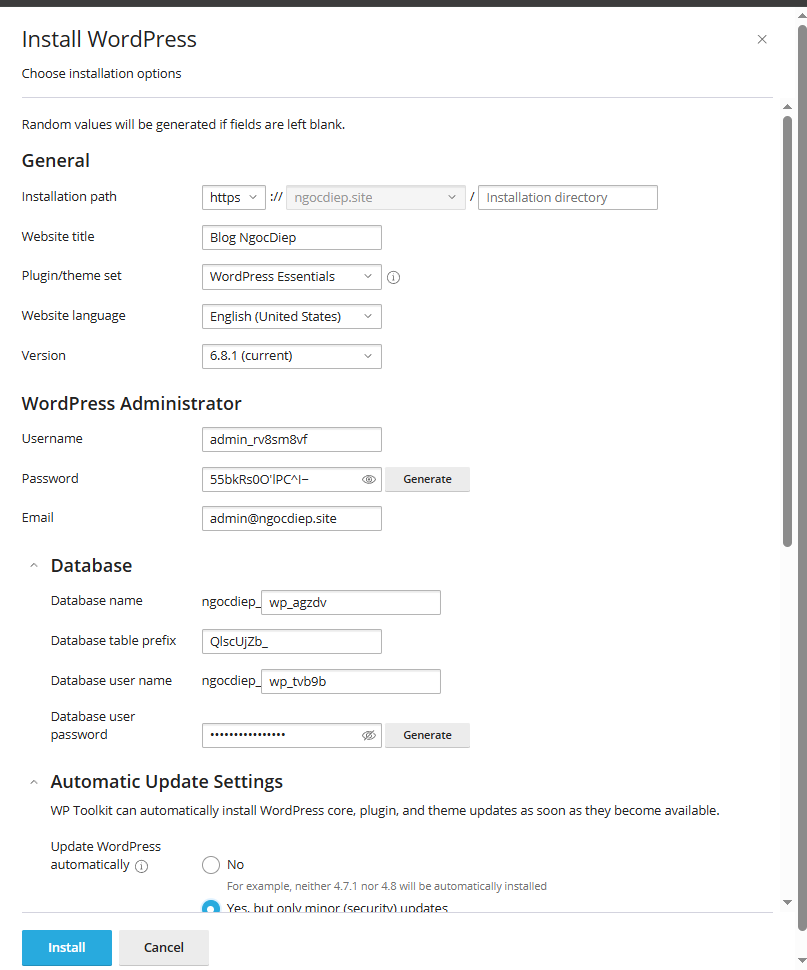 Install WordPress
Choose installation options
Random values will be generated if fields are left blank.
General
Installation path https :// ngocdiep.site / Installation directory
Website title Blog NgocDiep
Plugin/theme set WordPress Essentials
Website language English (United States)
Version 6.8.1 (current)
WordPress Administrator
Username admin_rv8sm8vf
Password 55bkRs0O'lPC^I~ Generate
Email admin@ngocdiep.site
Database
Database name ngocdiep_ wp_agzdv
Database table prefix QlscUjZb_
Database user name ngocdiep_ wp_tvb9b
Database user
password •••••••••••••••• Generate
Automatic Update Settings
WP Toolkit can automatically install WordPress core, plugin, and theme updates as soon as they become available.
Update WordPress
automatically No
For example, neither 4.7.1 nor 4.8 will be automatically installed
Yes, but only minor (security) updates
Install Cancel